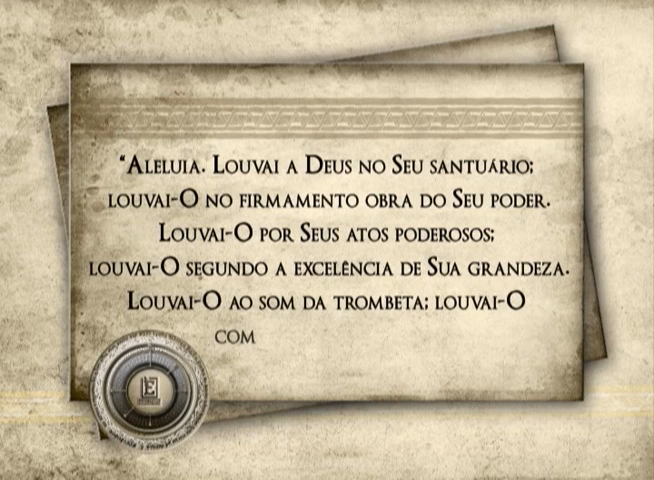 “Aleluia. Louvai a Deus no Seu santuário;
louvai-O no firmamento obra do Seu poder.
Louvai-O por Seus atos poderosos;
louvai-O segundo a excelência de Sua grandeza.
Louvai-O ao som da trombeta; louvai-O
com